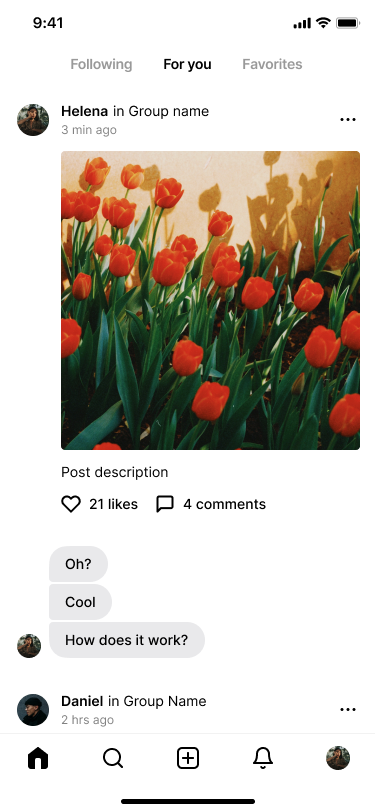 9:41
Following For you Favorites
Helena in Group name
3 min ago
Post description
21 likes 4 comments
Oh?
Cool
How does it work?
Daniel in Group Name
2 hrs ago